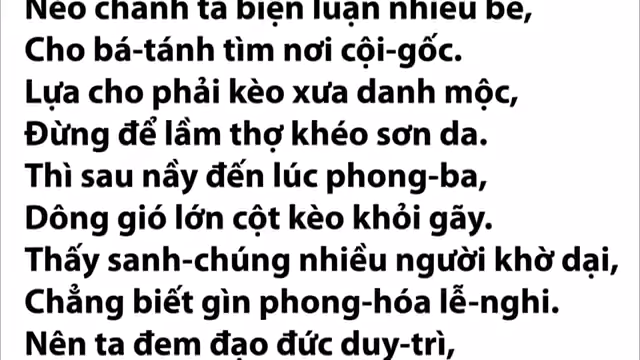 Nẻo chánh ta biện luận nhiều bề,
Cho bá-tánh tìm nơi cội-gốc.
Lựa cho phải kèo xưa danh mộc,
Đừng để lầm thợ khéo sơn da.
Thì sau nầy đến lúc phong-ba,
Dông gió lớn cột kèo khỏi gãy.
Thấy sanh-chúng nhiều người khờ dại,
Chẳng biết gìn phong-hóa lễ-nghi.
Nên ta đem đạo đức duy-trì,